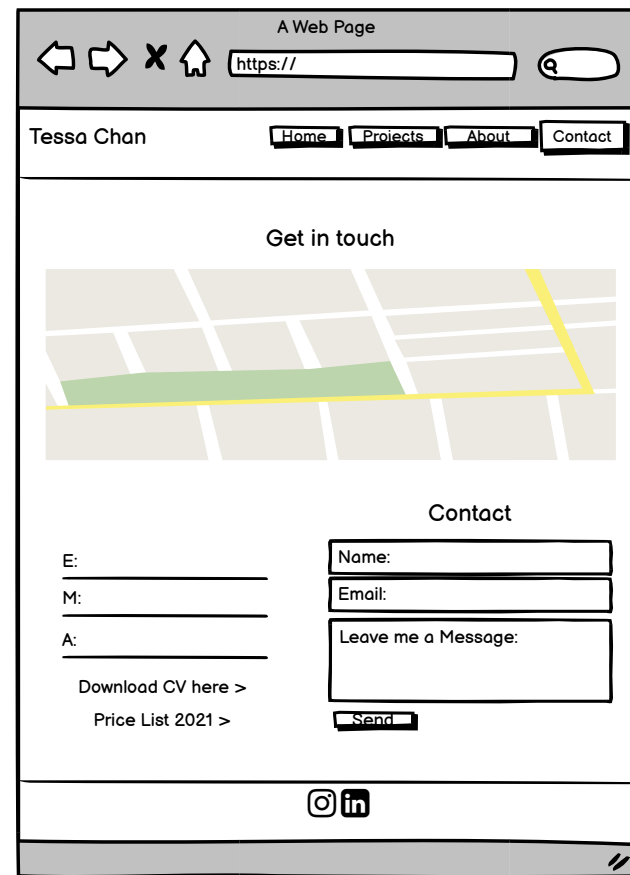 A Web Page
https://
Tessa Chan
Home Projects About Contact
Get in touch
Contact
E:
M:
A:
Download CV here >
Price List 2021 >
Name:
Email:
Leave me a Message:
Send
in